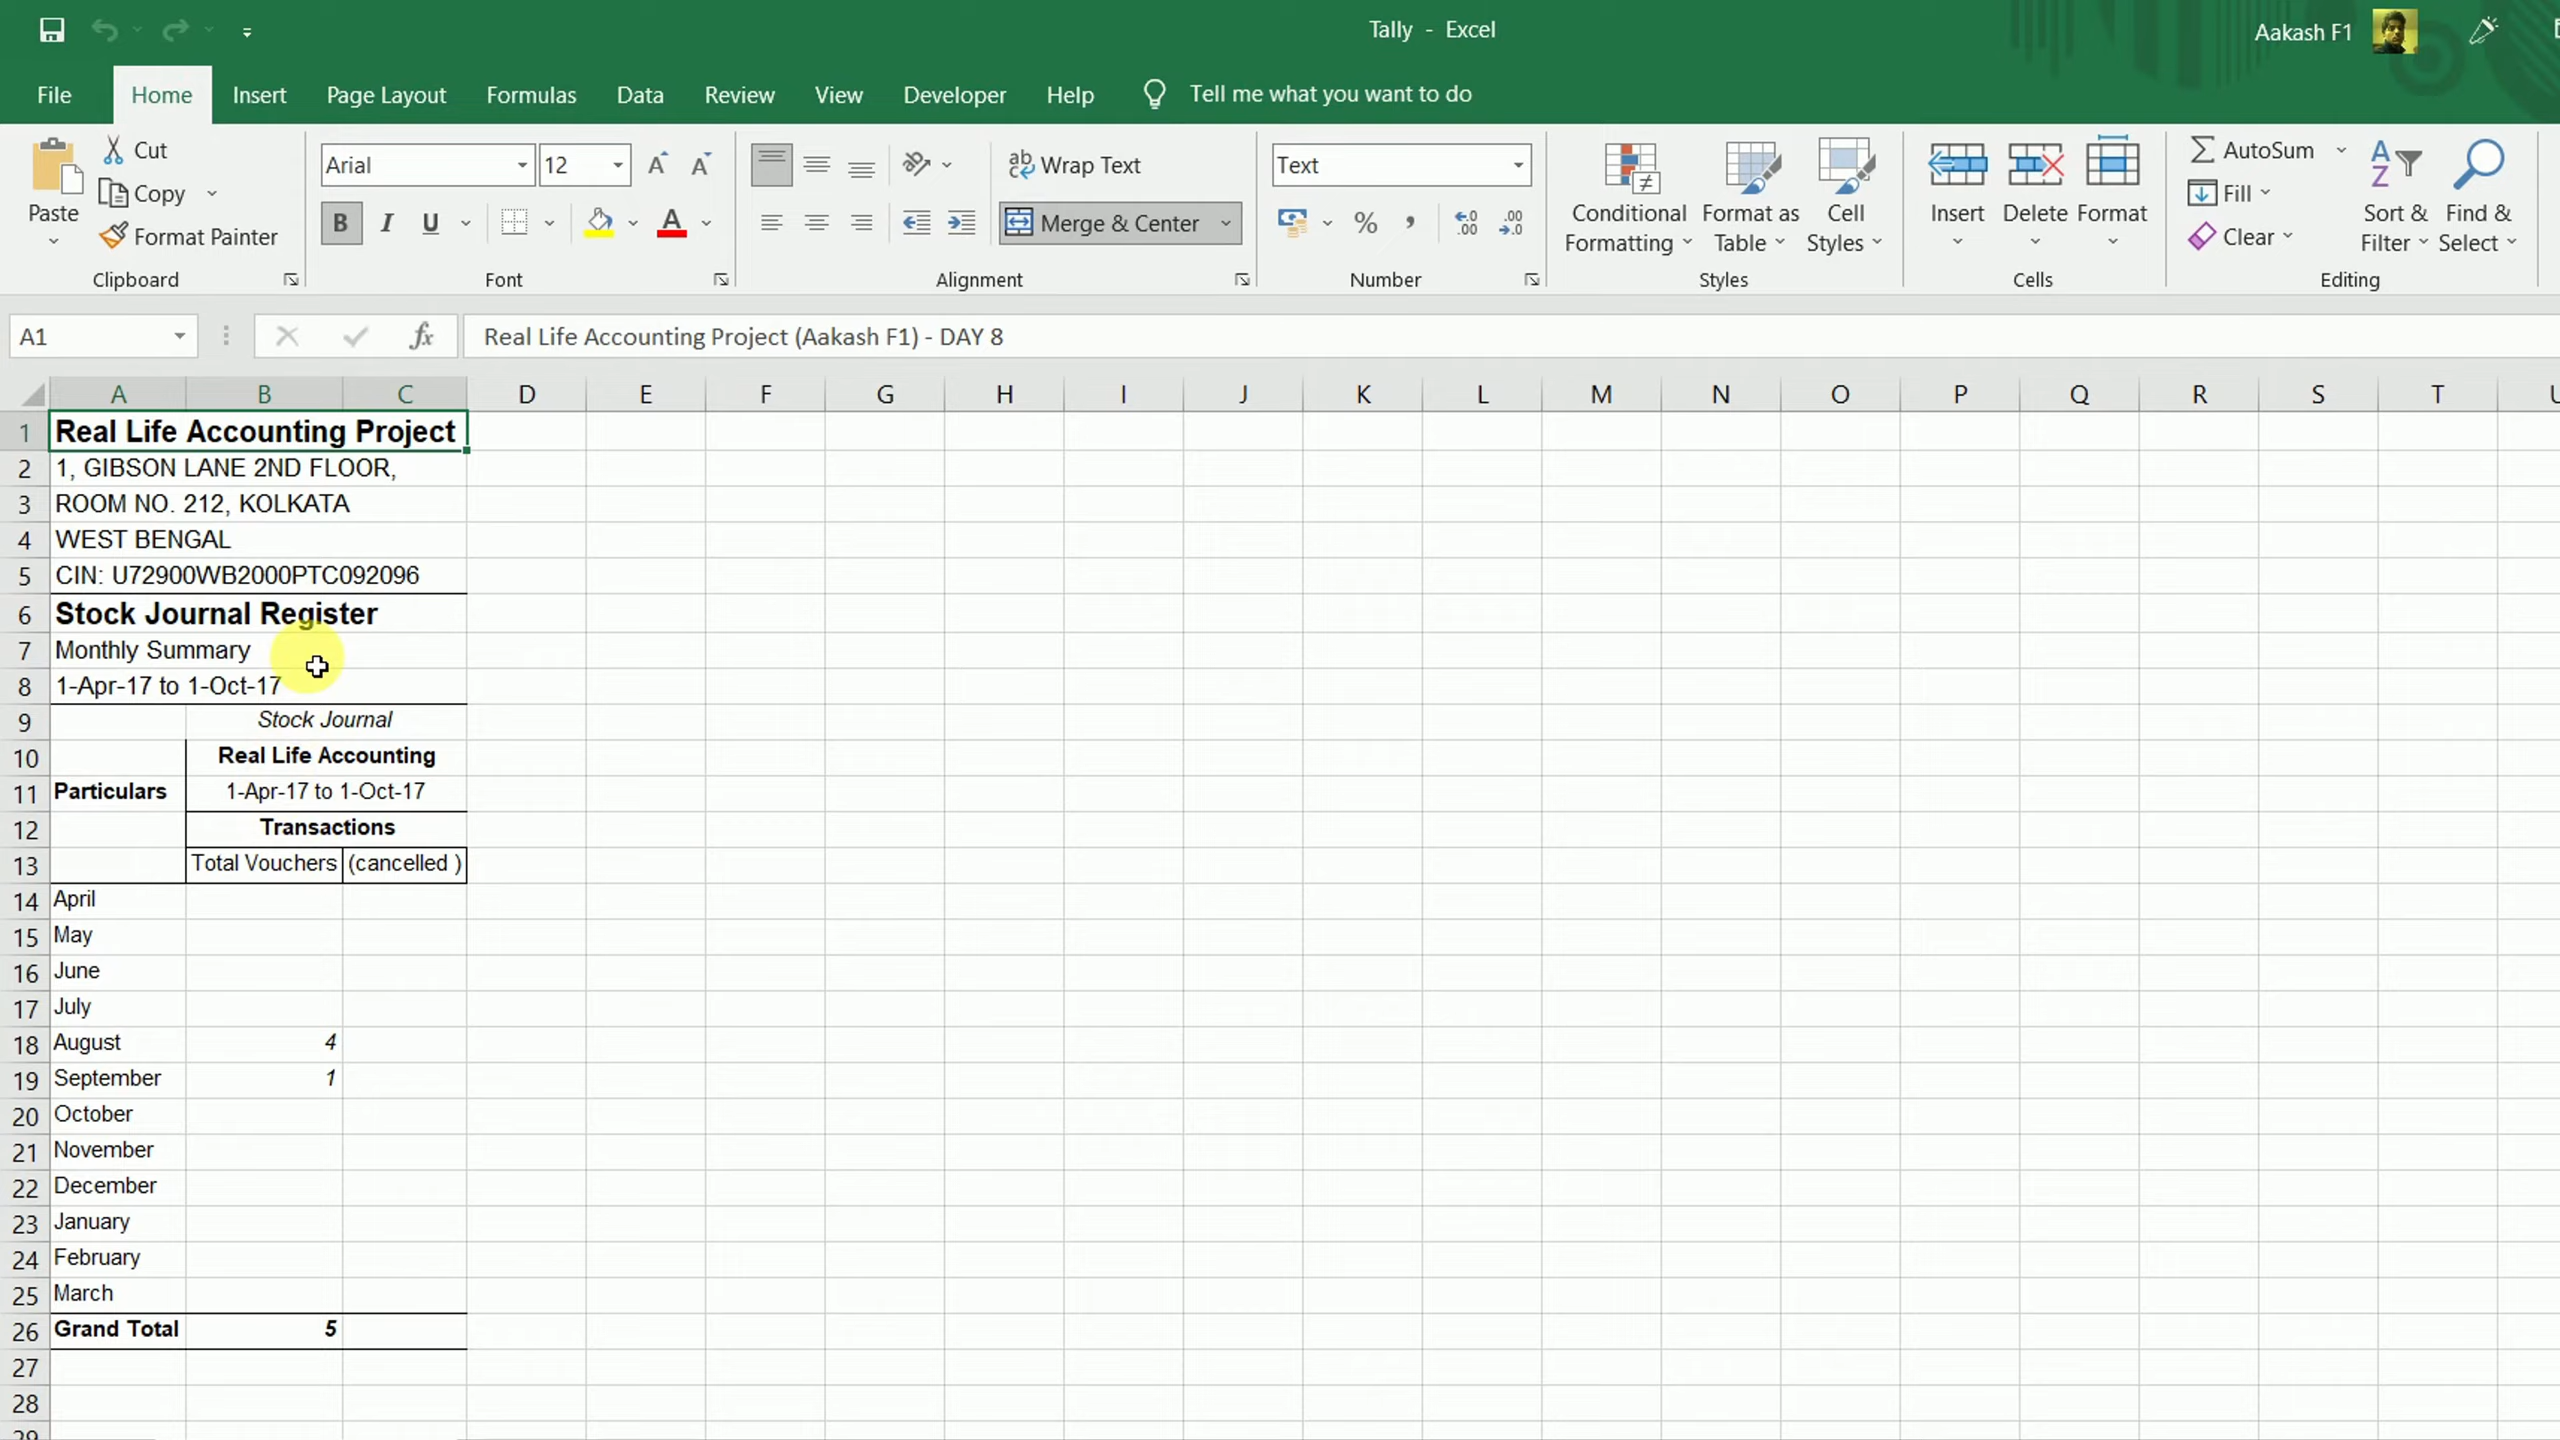 Tally - Excel
Aakash F1
File Home Insert Page Layout Formulas Data Review View Developer Help Tell me what you want to do
Paste
Cut
Copy
Format Painter
Clipboard
Arial 12
B I U
Font
Wrap Text
Merge & Center
Alignment
Text
Number
Conditional Formatting
Format as Table
Cell Styles
Styles
Insert Delete Format
Cells
AutoSum
Fill
Clear
Sort & Filter
Find & Select
Editing
A1 fx Real Life Accounting Project (Aakash F1) - DAY 8
A B C D E F G H I J K L M N O P Q R S T U
1 Real Life Accounting Project
2 1, GIBSON LANE 2ND FLOOR,
3 ROOM NO. 212, KOLKATA
4 WEST BENGAL
5 CIN: U72900WB2000PTC092096
6 Stock Journal Register
7 Monthly Summary
8 1-Apr-17 to 1-Oct-17
9 Stock Journal
10 Real Life Accounting
11 Particulars 1-Apr-17 to 1-Oct-17
12 Transactions
13 Total Vouchers (cancelled )
14 April
15 May
16 June
17 July
18 August 4
19 September 1
20 October
21 November
22 December
23 January
24 February
25 March
26 Grand Total 5
27
28
29